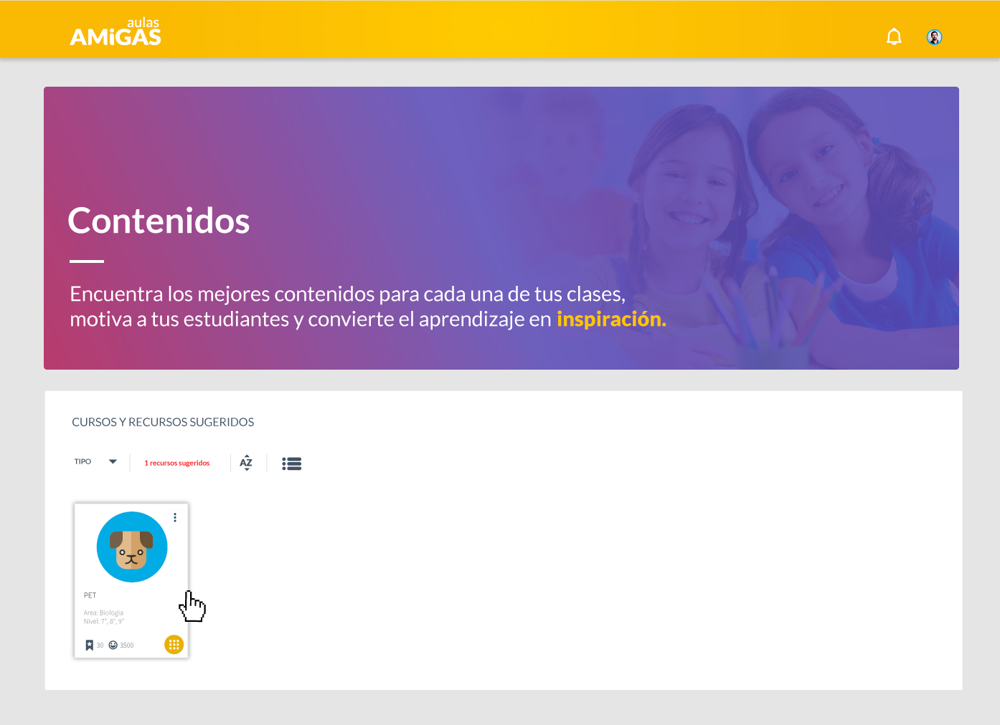 aulas
AMiGAS
Contenidos
Encuentra los mejores contenidos para cada una de tus clases,
motiva a tus estudiantes y convierte el aprendizaje en inspiración.
CURSOS Y RECURSOS SUGERIDOS
TIPO
1 recursos sugeridos
AZ
PET
Area: Biologia
Nivel: 7°, 8°, 9°
30
3500